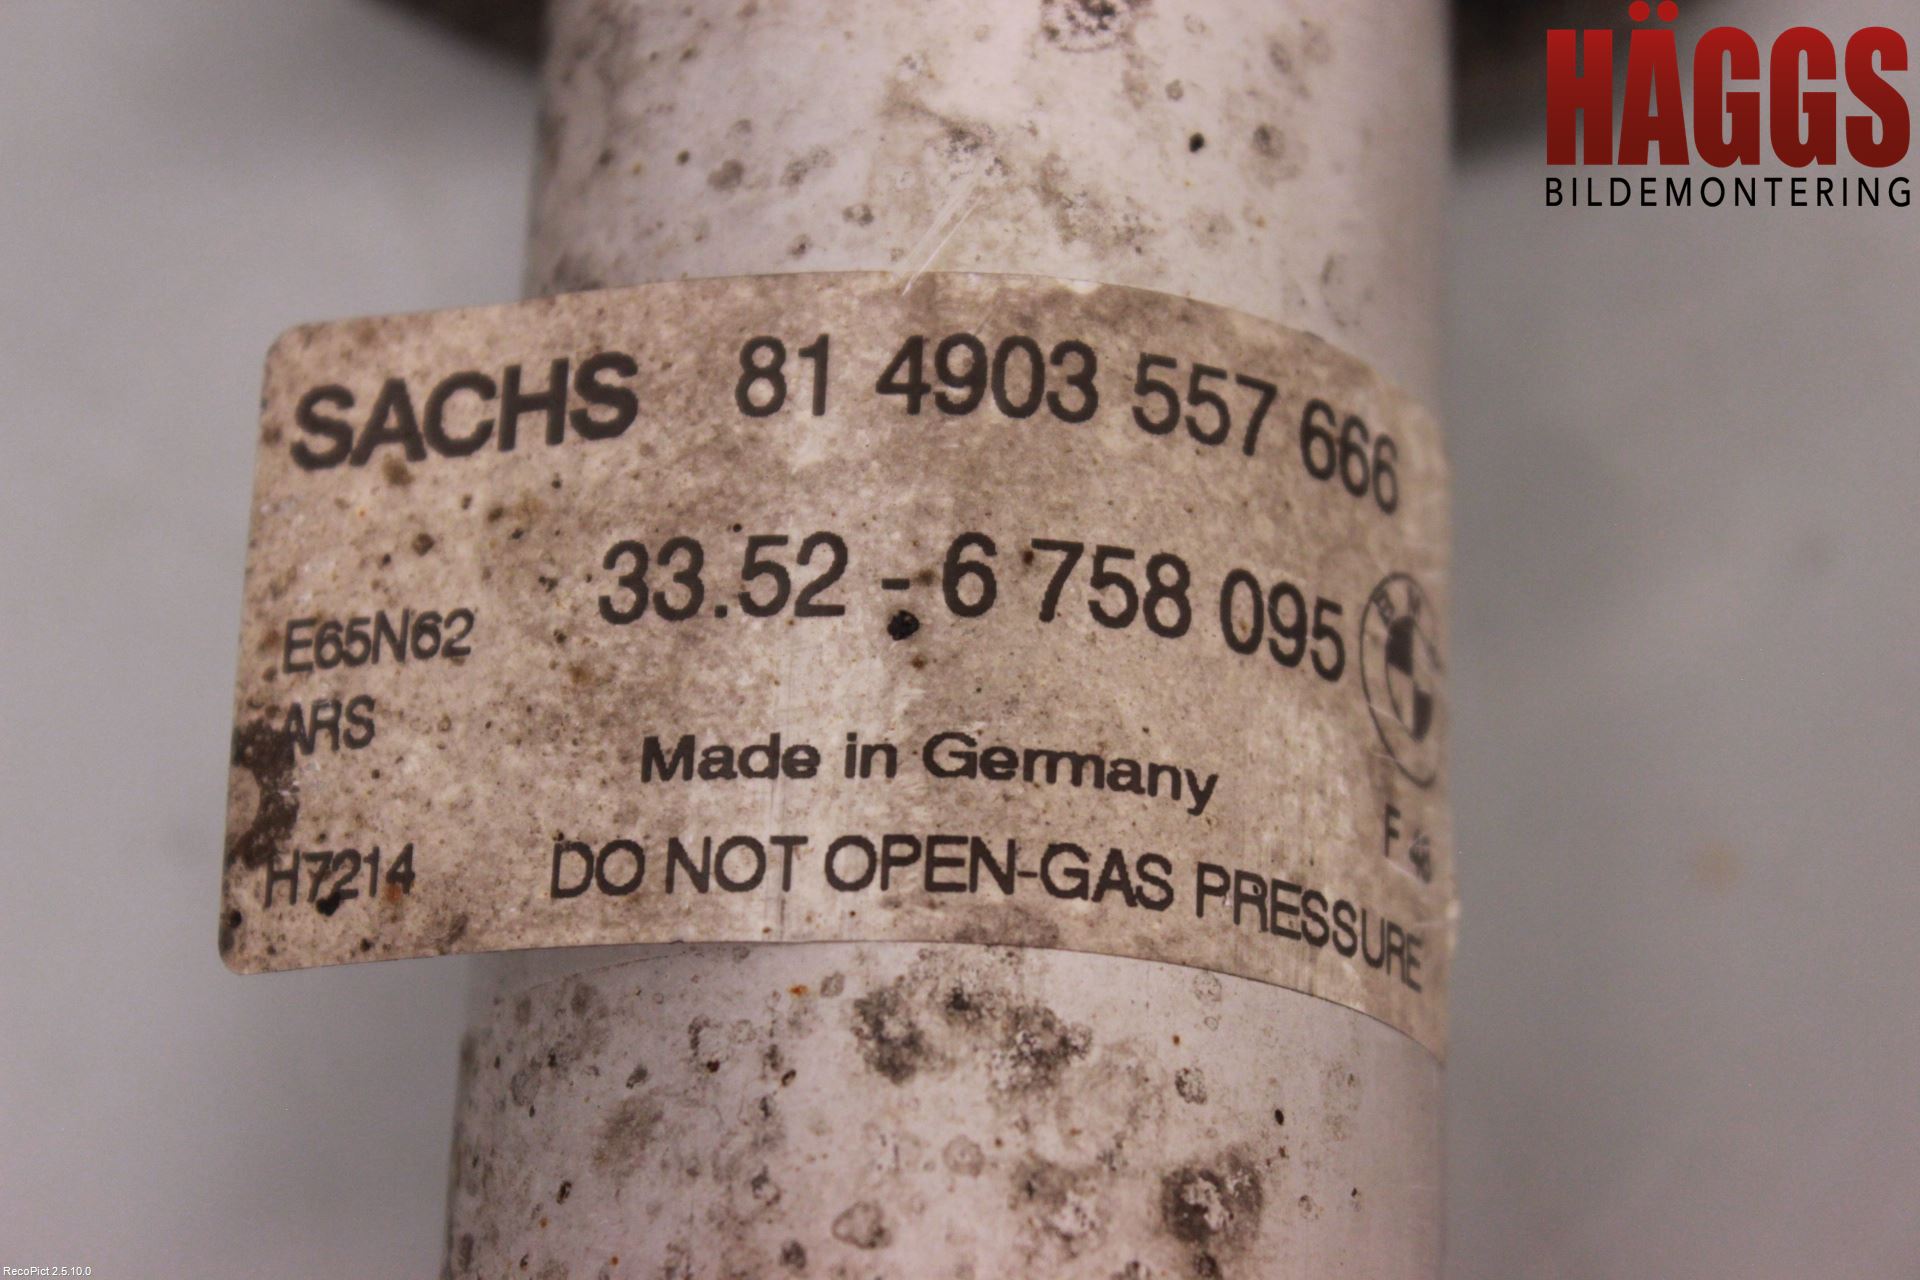 HÄGGS
BILDEMONTERING
SACHS 81 4903 557 666
33.52 - 6 758 095
E65N62
ARS
Made in Germany
F 46
H7214
DO NOT OPEN-GAS PRESSURE
RecoPict 2.5.10.0